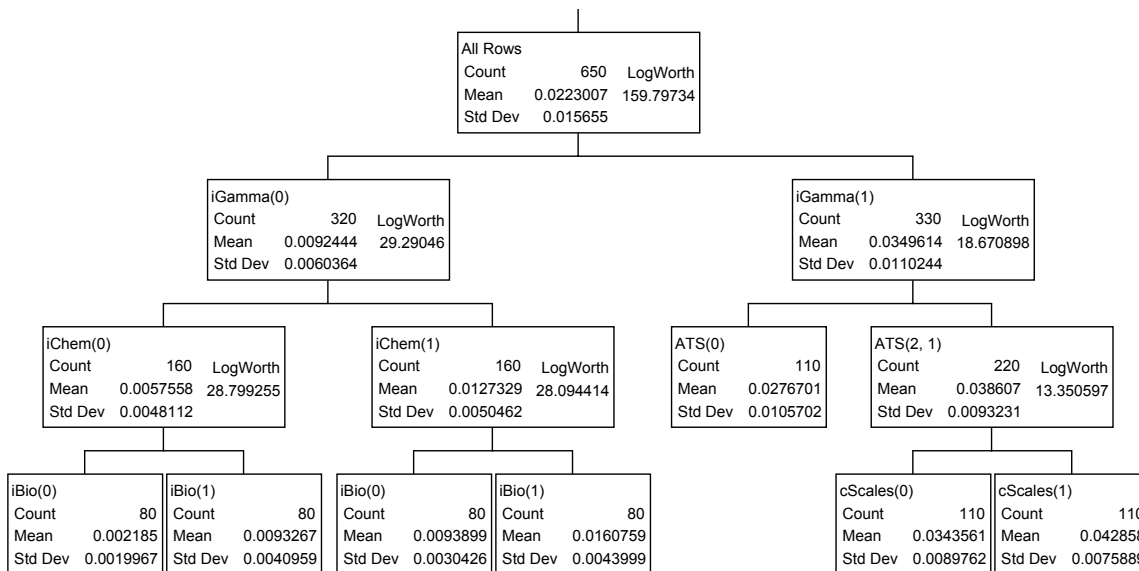 All Rows
Count 650 LogWorth
Mean 0.0223007 159.79734
Std Dev 0.015655
iGamma(0)
Count 320 LogWorth
Mean 0.0092444 29.29046
Std Dev 0.0060364
iGamma(1)
Count 330 LogWorth
Mean 0.0349614 18.670898
Std Dev 0.0110244
iChem(0)
Count 160 LogWorth
Mean 0.0057558 28.799255
Std Dev 0.0048112
iChem(1)
Count 160 LogWorth
Mean 0.0127329 28.094414
Std Dev 0.0050462
ATS(0)
Count 110
Mean 0.0276701
Std Dev 0.0105702
ATS(2, 1)
Count 220 LogWorth
Mean 0.038607 13.350597
Std Dev 0.0093231
iBio(0)
Count 80
Mean 0.002185
Std Dev 0.0019967
iBio(1)
Count 80
Mean 0.0093267
Std Dev 0.0040959
iBio(0)
Count 80
Mean 0.0093899
Std Dev 0.0030426
iBio(1)
Count 80
Mean 0.0160759
Std Dev 0.0043999
cScales(0)
Count 110
Mean 0.0343561
Std Dev 0.0089762
cScales(1)
Count 110
Mean 0.042858
Std Dev 0.0075889